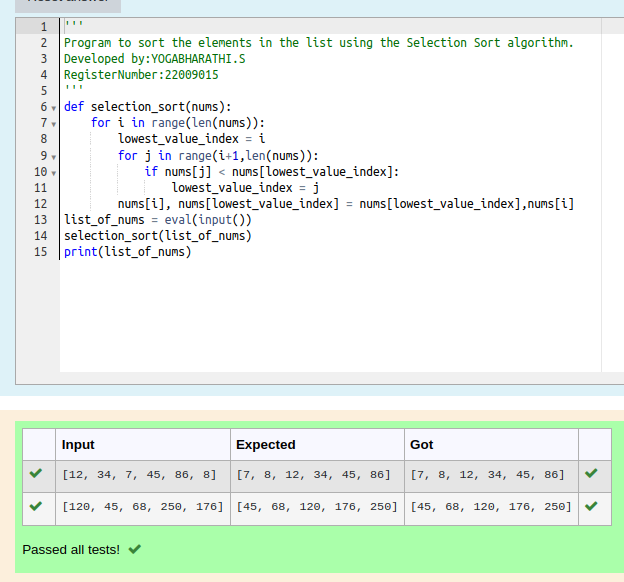 1 '''
2 Program to sort the elements in the list using the Selection Sort algorithm.
3 Developed by:YOGABHARATHI.S
4 RegisterNumber:22009015
5 '''
6 def selection_sort(nums):
7     for i in range(len(nums)):
8         lowest_value_index = i
9         for j in range(i+1,len(nums)):
10             if nums[j] < nums[lowest_value_index]:
11                 lowest_value_index = j
12         nums[i], nums[lowest_value_index] = nums[lowest_value_index],nums[i]
13 list_of_nums = eval(input())
14 selection_sort(list_of_nums)
15 print(list_of_nums)
Input Expected Got
[12, 34, 7, 45, 86, 8] [7, 8, 12, 34, 45, 86] [7, 8, 12, 34, 45, 86]
[120, 45, 68, 250, 176] [45, 68, 120, 176, 250] [45, 68, 120, 176, 250]
Passed all tests!